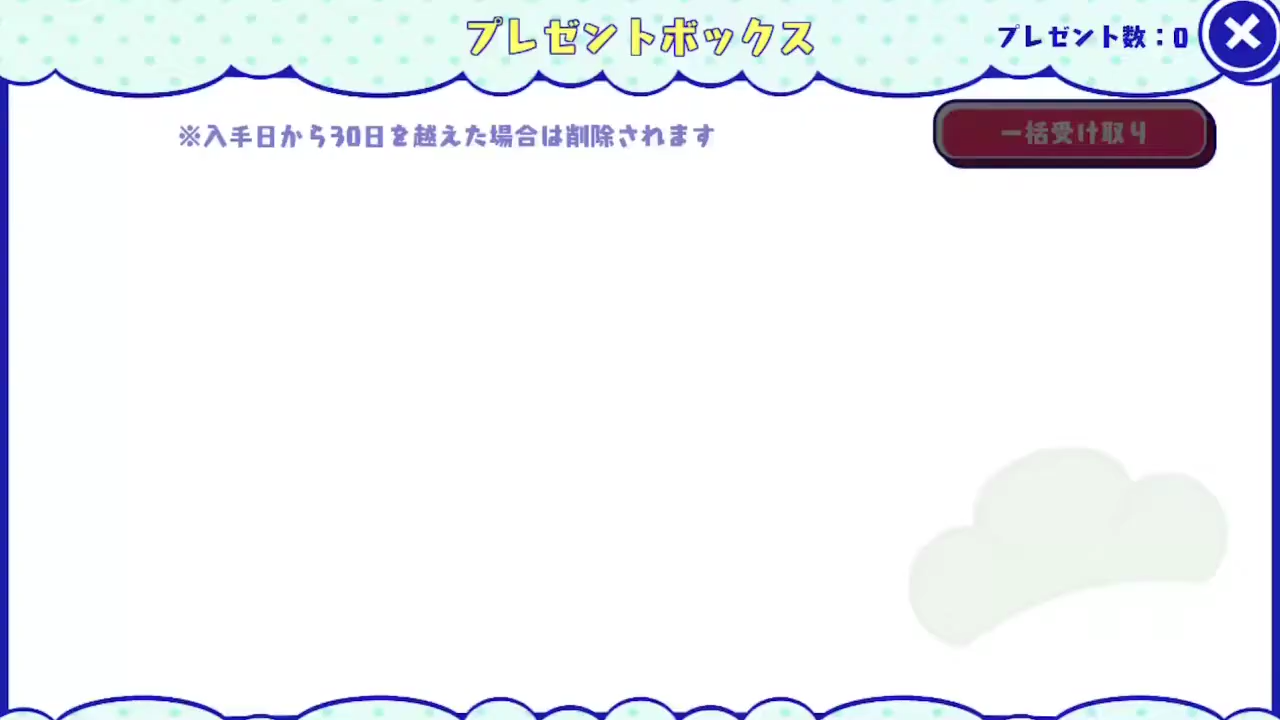 プレゼントボックス
プレゼント数：0
※入手日から30日を越えた場合は削除されます
一括受け取り